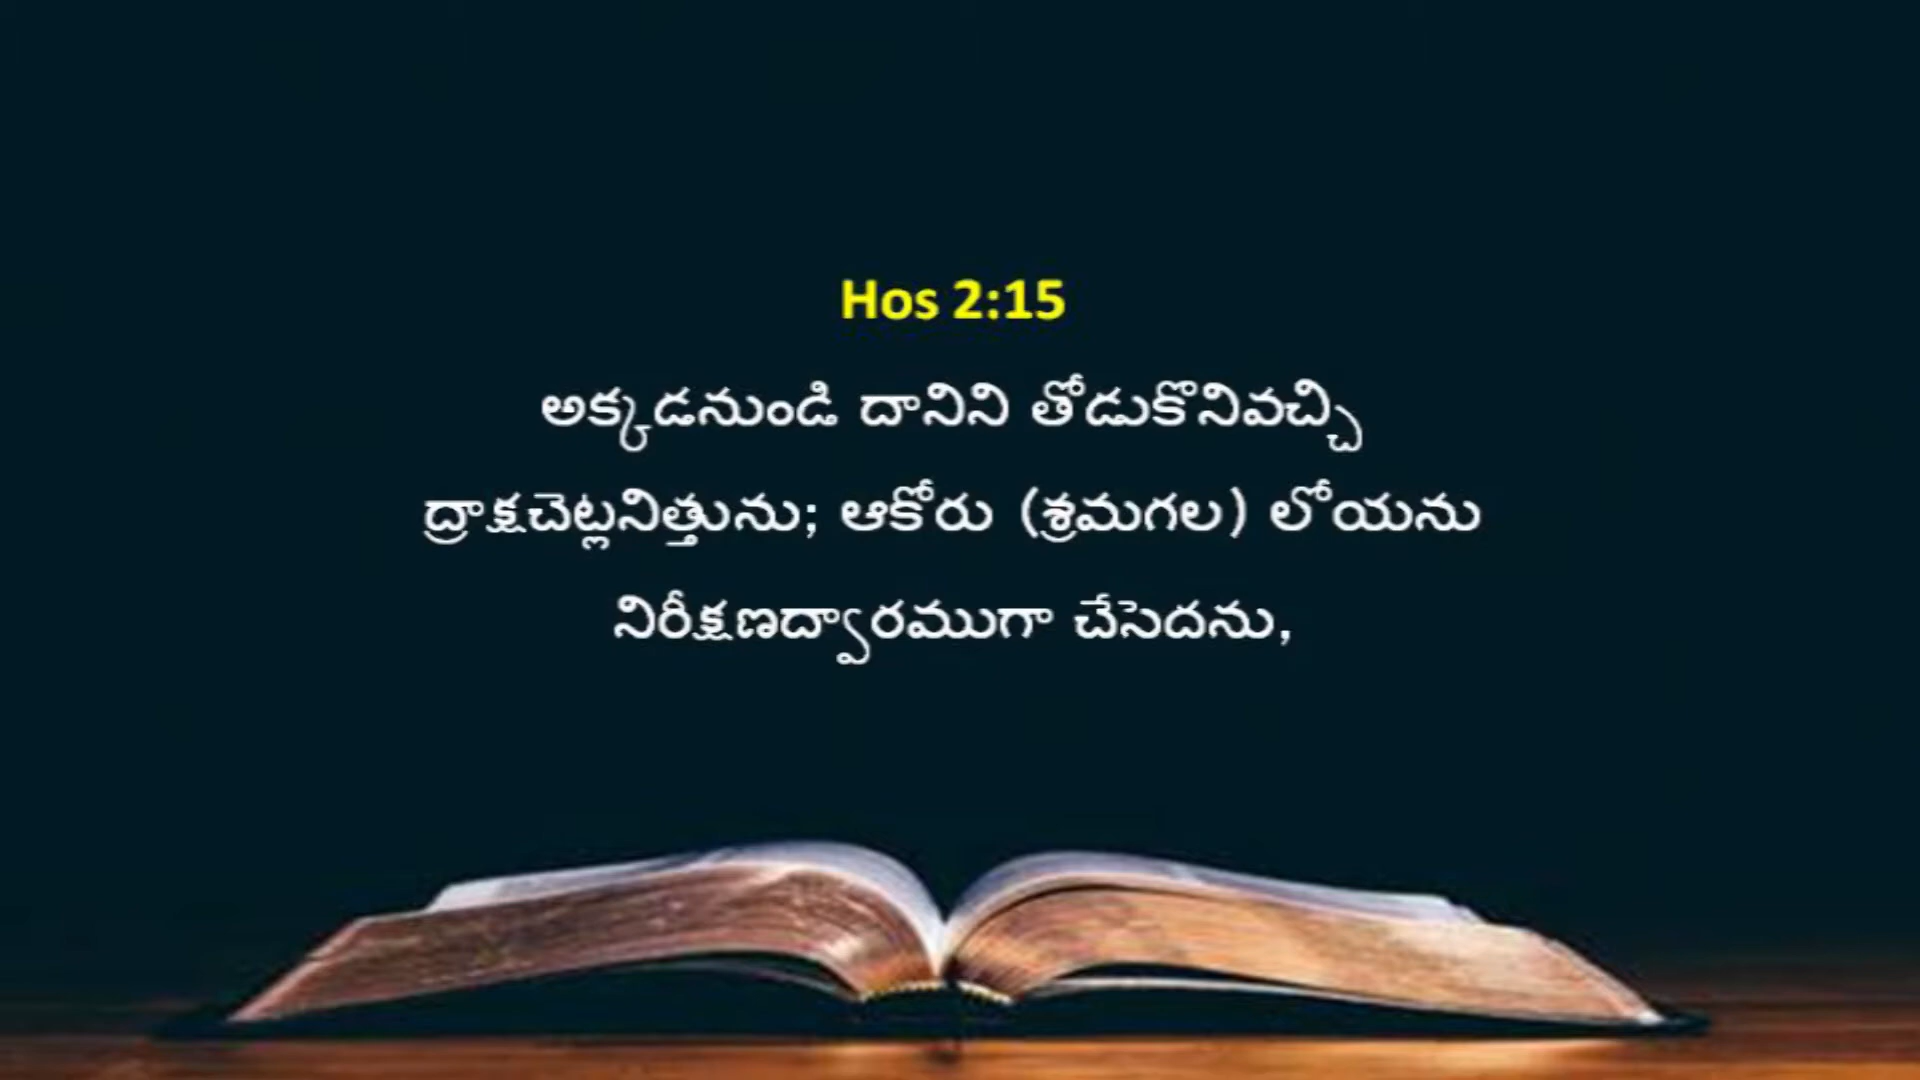 Hos 2:15
అక్కడనుండి దానిని తోడుకొనివచ్చి
ద్రాక్షచెట్లనిత్తును; ఆకోరు (శ్రమగల) లోయను
నిరీక్షణద్వారముగా చేసెదను,